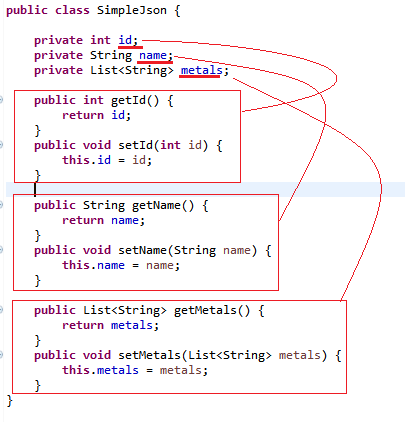 public class SimpleJson {
private int id;
private String name;
private List<String> metals;
public int getId() {
return id;
}
public void setId(int id) {
this.id = id;
}
public String getName() {
return name;
}
public void setName(String name) {
this.name = name;
}
public List<String> getMetals() {
return metals;
}
public void setMetals(List<String> metals) {
this.metals = metals;
}
}